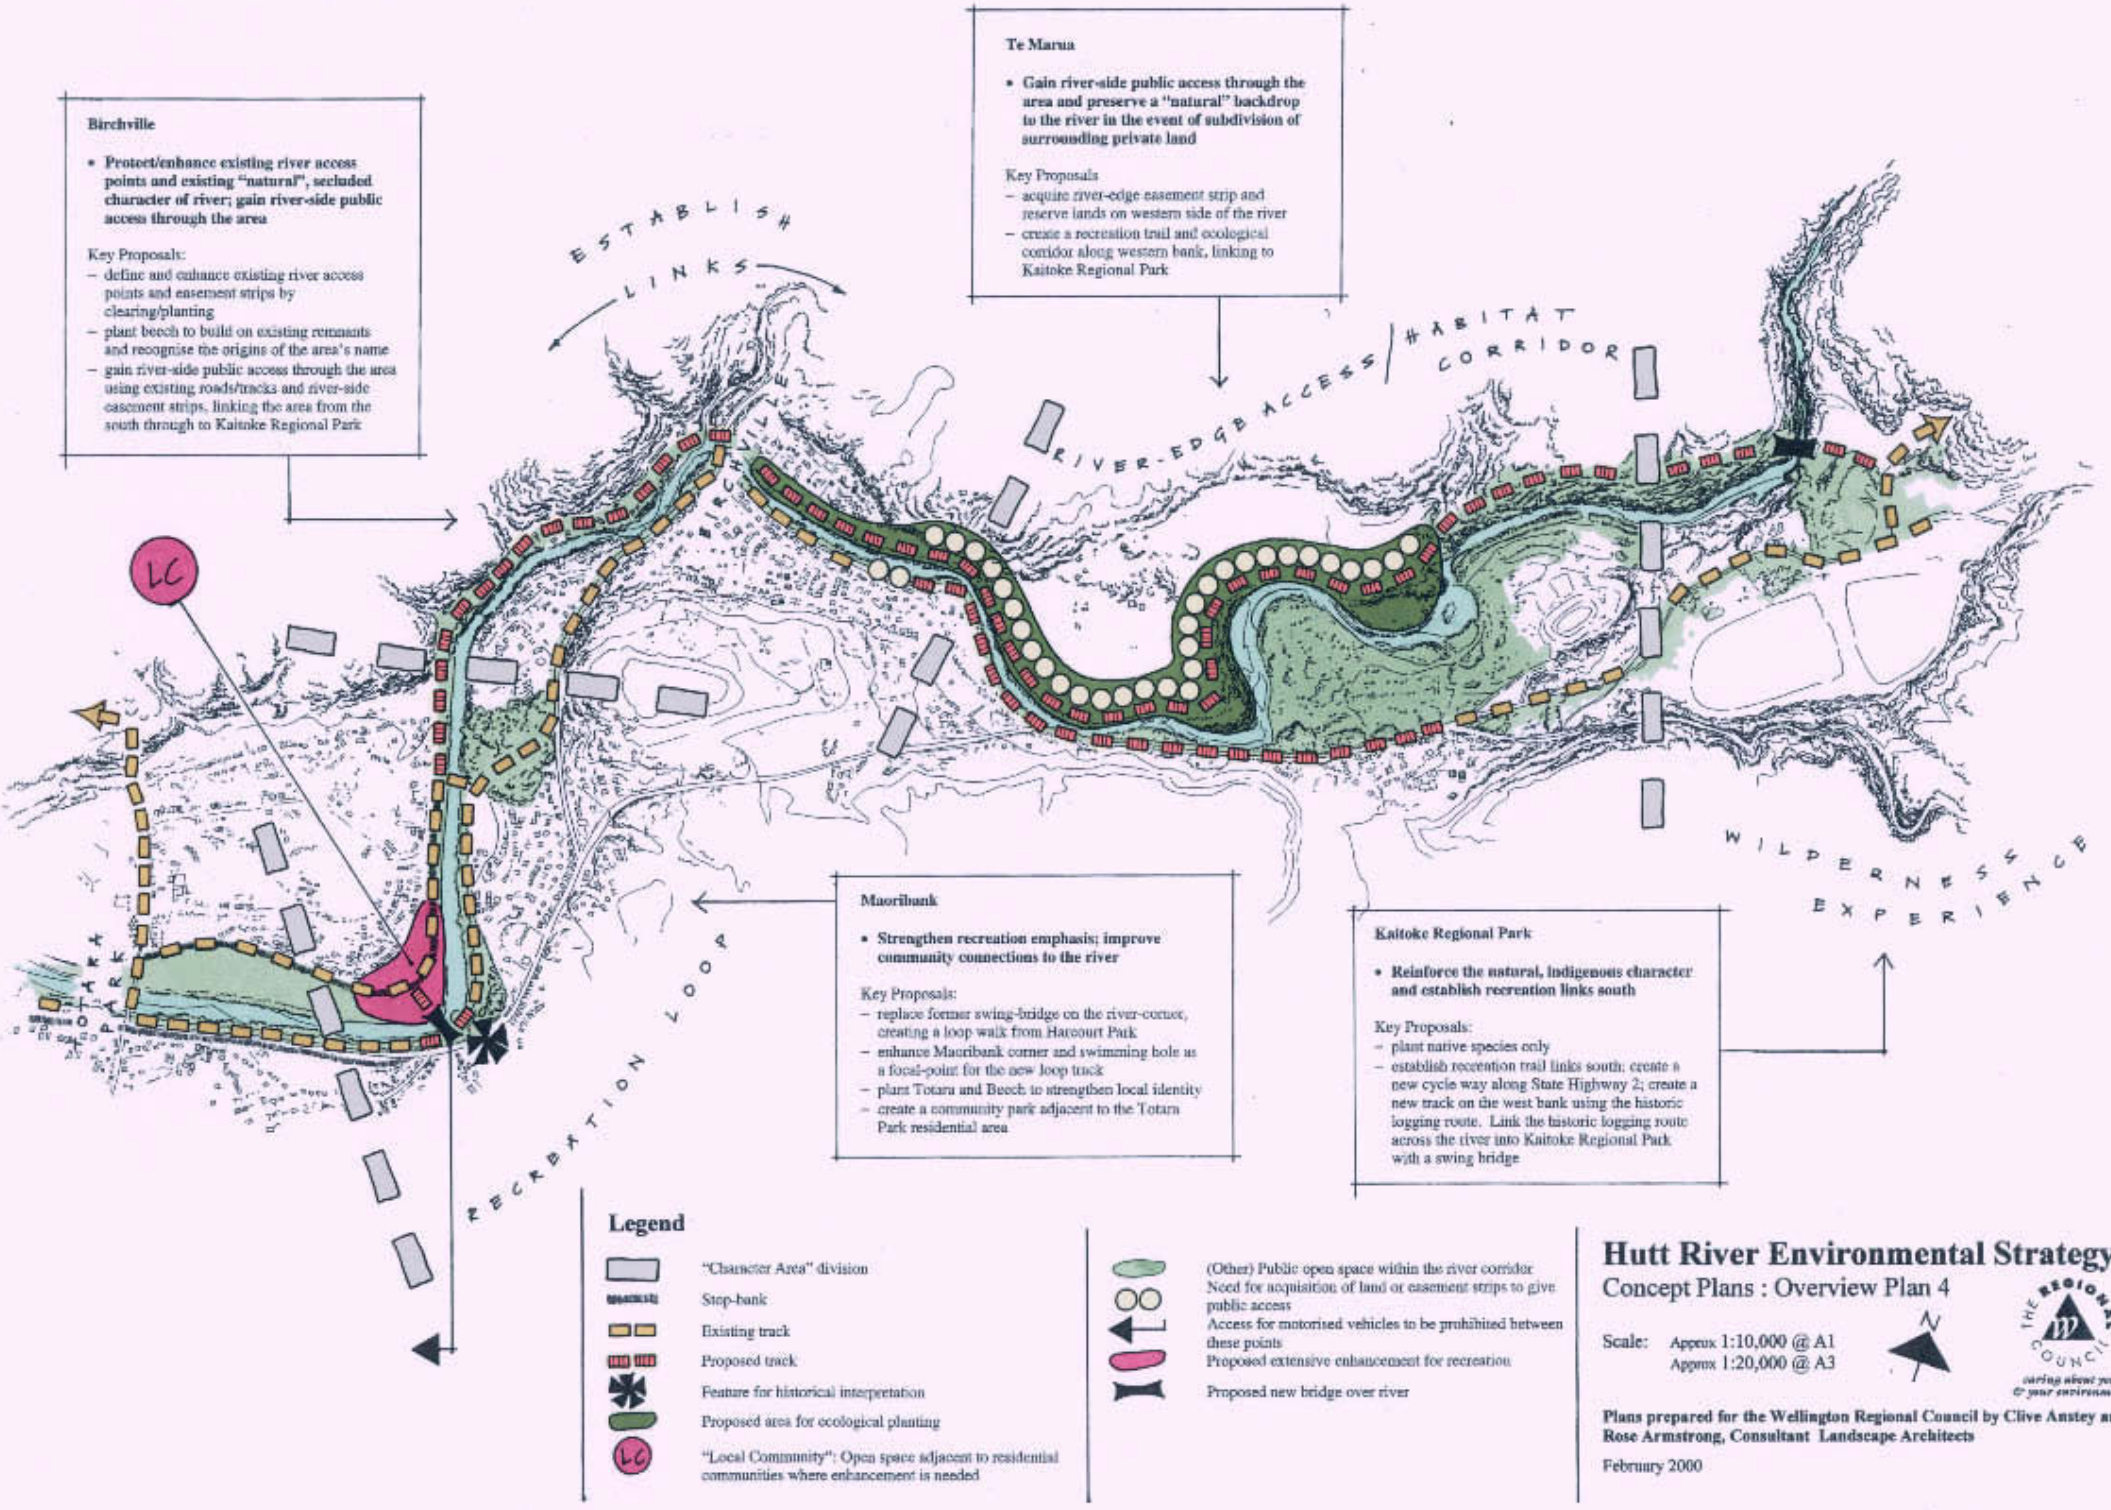 Te Marua
• Gain river-side public access through the
area and preserve a "natural" backdrop
to the river in the event of subdivision of
surrounding private land
Key Proposals
– acquire river-edge easement strip and
reserve lands on western side of the river
– create a recreation trail and ecological
corridor along western bank, linking to
Kaitoke Regional Park
Birchville
• Protect/enhance existing river access
points and existing "natural", secluded
character of river; gain river-side public
access through the area
Key Proposals:
– define and enhance existing river access
points and easement strips by
clearing/planting
– plant beech to build on existing remnants
and recognise the origins of the area's name
– gain river-side public access through the area
using existing roads/tracks and river-side
easement strips, linking the area from the
south through to Kaitoke Regional Park
ESTABLISH
LINKS
RIVER-EDGE ACCESS/HABITAT
CORRIDOR
BIRCHVILLE
LC
TOTARA
PARK
RECREATION LOOP
WILDERNESS
EXPERIENCE
Maoribank
• Strengthen recreation emphasis; improve
community connections to the river
Key Proposals:
– replace former swing-bridge on the river-corner,
creating a loop walk from Harcourt Park
– enhance Maoribank corner and swimming hole as
a focal-point for the new loop track
– plant Totara and Beech to strengthen local identity
– create a community park adjacent to the Totara
Park residential area
Kaitoke Regional Park
• Reinforce the natural, indigenous character
and establish recreation links south
Key Proposals:
– plant native species only
– establish recreation trail links south; create a
new cycle way along State Highway 2; create a
new track on the west bank using the historic
logging route. Link the historic logging route
across the river into Kaitoke Regional Park
with a swing bridge
Legend
"Character Area" division
Stop-bank
Existing track
Proposed track
Feature for historical interpretation
Proposed area for ecological planting
LC
"Local Community": Open space adjacent to residential
communities where enhancement is needed
(Other) Public open space within the river corridor
Need for acquisition of land or easement strips to give
public access
Access for motorised vehicles to be prohibited between
these points
Proposed extensive enhancement for recreation
Proposed new bridge over river
Hutt River Environmental Strategy
Concept Plans : Overview Plan 4
Scale: Approx 1:10,000 @ A1
Approx 1:20,000 @ A3
N
THE REGIONAL
COUNCIL
caring about you
& your environm
Plans prepared for the Wellington Regional Council by Clive Anstey a
Rose Armstrong, Consultant Landscape Architects
February 2000